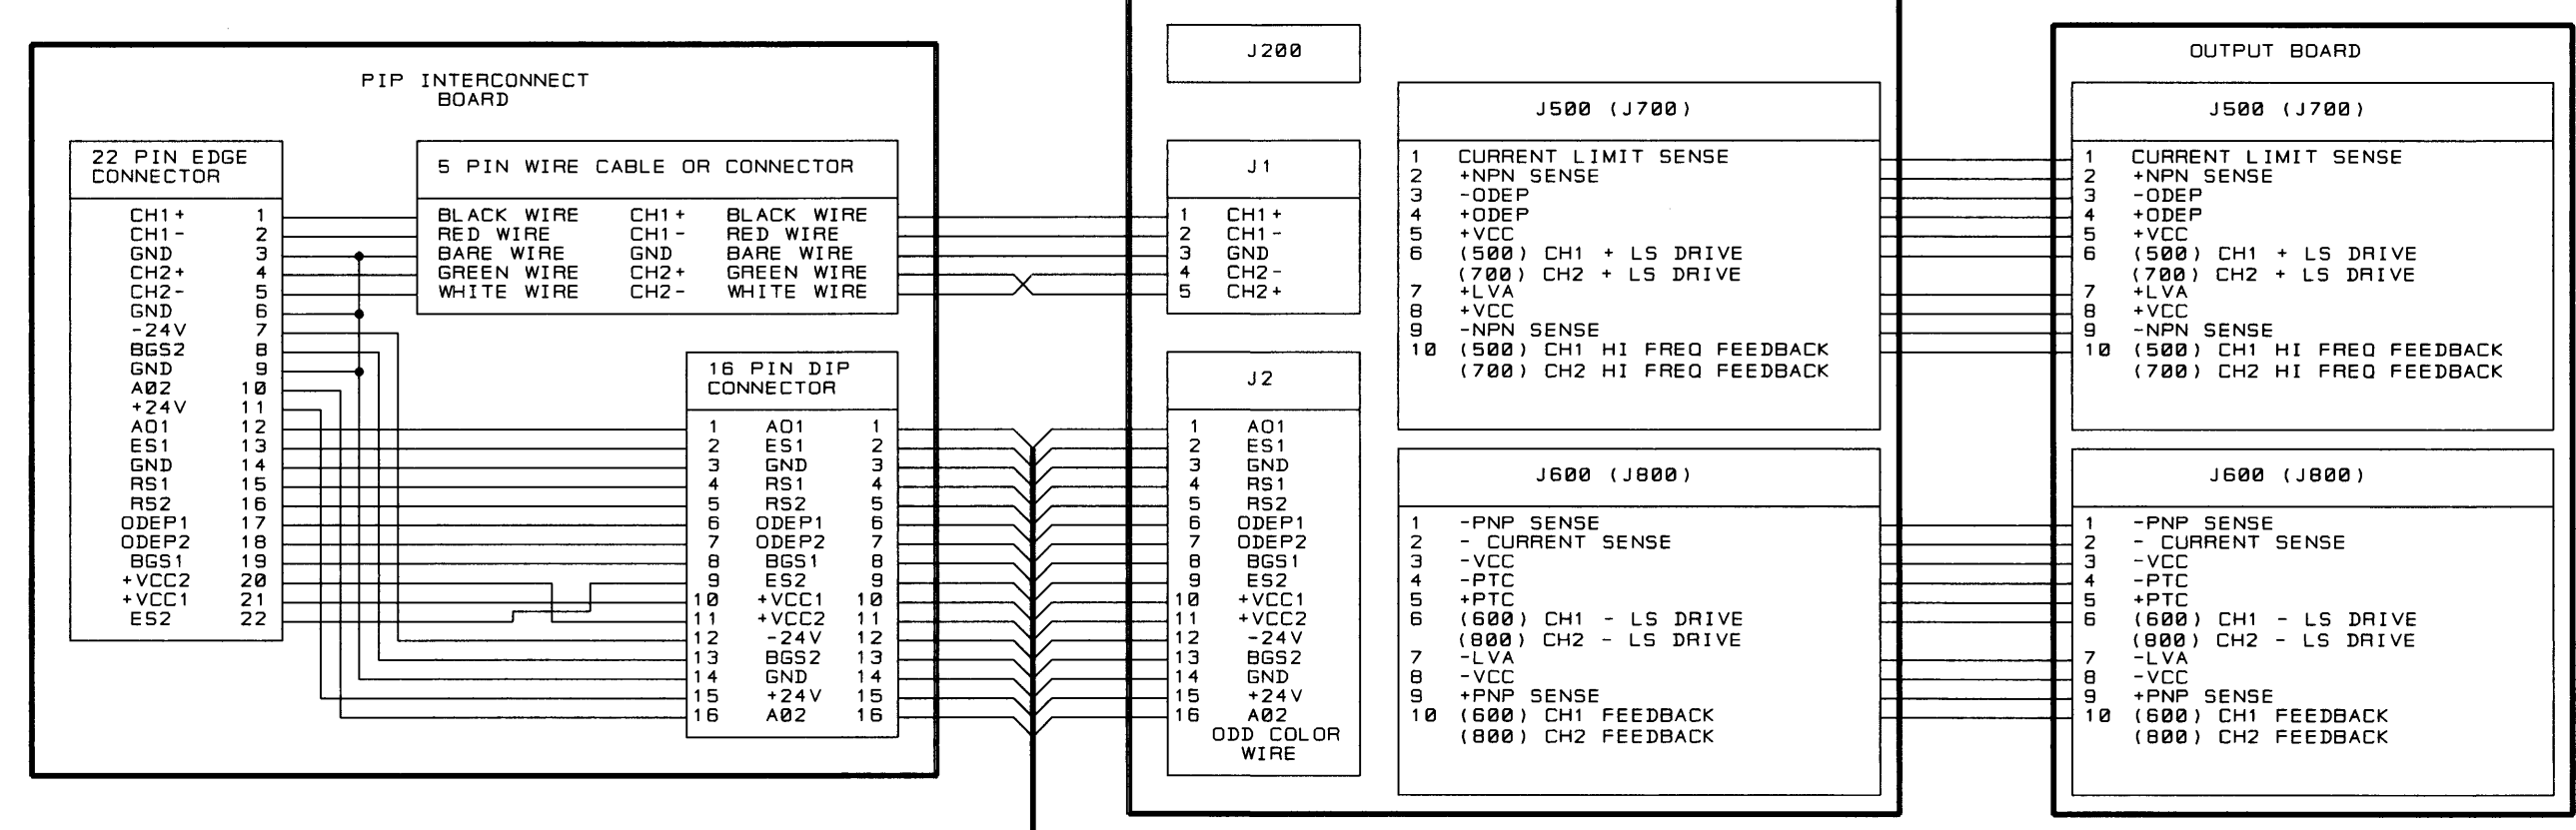 PIP INTERCONNECT
BOARD
22 PIN EDGE
CONNECTOR
CH1+ 1
CH1- 2
GND 3
CH2+ 4
CH2- 5
GND 6
-24V 7
BGS2 8
GND 9
A02 10
+24V 11
AO1 12
ES1 13
GND 14
RS1 15
RS2 16
ODEP1 17
ODEP2 18
BGS1 19
+VCC2 20
+VCC1 21
ES2 22
5 PIN WIRE CABLE OR CONNECTOR
BLACK WIRE CH1+ BLACK WIRE
RED WIRE CH1- RED WIRE
BARE WIRE GND BARE WIRE
GREEN WIRE CH2+ GREEN WIRE
WHITE WIRE CH2- WHITE WIRE
16 PIN DIP
CONNECTOR
1 AO1 1
2 ES1 2
3 GND 3
4 RS1 4
5 RS2 5
6 ODEP1 6
7 ODEP2 7
8 BGS1 8
9 ES2 9
10 +VCC1 10
11 +VCC2 11
12 -24V 12
13 BGS2 13
14 GND 14
15 +24V 15
16 A02 16
J200
J1
1 CH1+
2 CH1-
3 GND
4 CH2-
5 CH2+
J2
1 AO1
2 ES1
3 GND
4 RS1
5 RS2
6 ODEP1
7 ODEP2
8 BGS1
9 ES2
10 +VCC1
11 +VCC2
12 -24V
13 BGS2
14 GND
15 +24V
16 A02
ODD COLOR
WIRE
J500 (J700)
1 CURRENT LIMIT SENSE
2 +NPN SENSE
3 -ODEP
4 +ODEP
5 +VCC
6 (500) CH1 + LS DRIVE
(700) CH2 + LS DRIVE
7 +LVA
8 +VCC
9 -NPN SENSE
10 (500) CH1 HI FREQ FEEDBACK
(700) CH2 HI FREQ FEEDBACK
J600 (J800)
1 -PNP SENSE
2 - CURRENT SENSE
3 -VCC
4 -PTC
5 +PTC
6 (600) CH1 - LS DRIVE
(800) CH2 - LS DRIVE
7 -LVA
8 -VCC
9 +PNP SENSE
10 (600) CH1 FEEDBACK
(800) CH2 FEEDBACK
OUTPUT BOARD
J500 (J700)
1 CURRENT LIMIT SENSE
2 +NPN SENSE
3 -ODEP
4 +ODEP
5 +VCC
6 (500) CH1 + LS DRIVE
(700) CH2 + LS DRIVE
7 +LVA
8 +VCC
9 -NPN SENSE
10 (500) CH1 HI FREQ FEEDBACK
(700) CH2 HI FREQ FEEDBACK
J600 (J800)
1 -PNP SENSE
2 - CURRENT SENSE
3 -VCC
4 -PTC
5 +PTC
6 (600) CH1 - LS DRIVE
(800) CH2 - LS DRIVE
7 -LVA
8 -VCC
9 +PNP SENSE
10 (600) CH1 FEEDBACK
(800) CH2 FEEDBACK